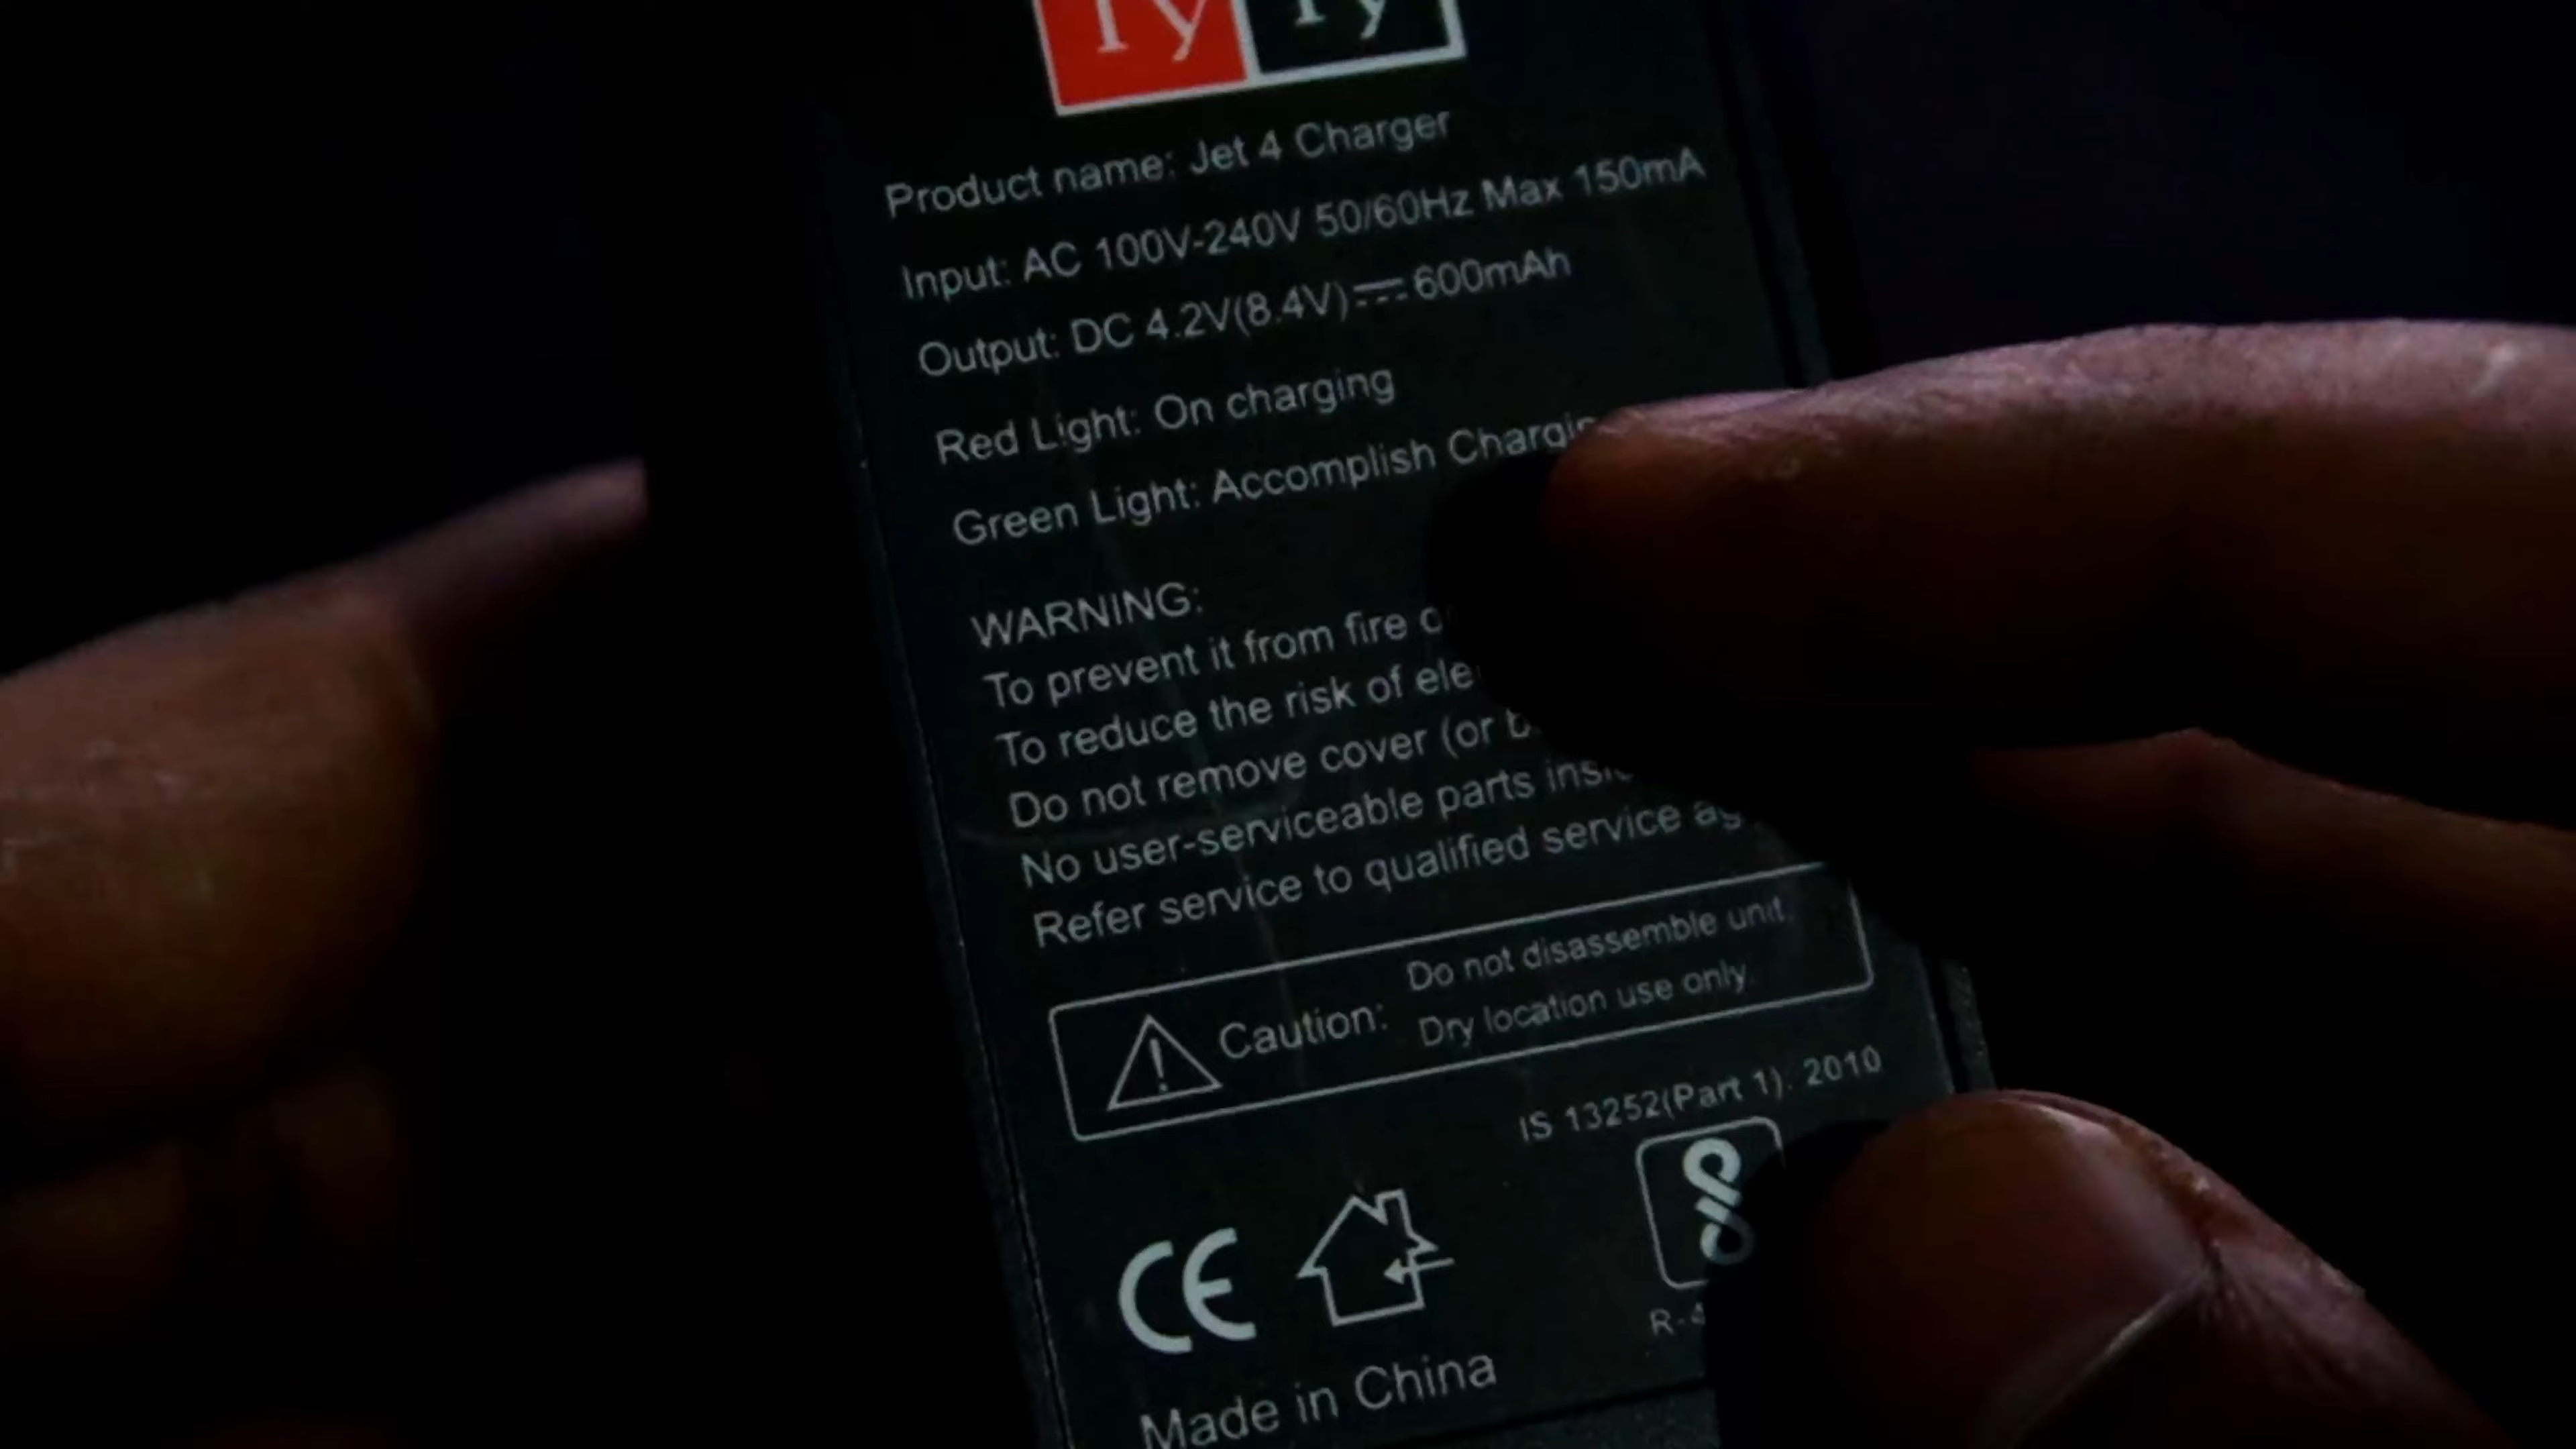 Product name: Jet 4 Charger
Input: AC 100V-240V 50/60Hz Max 150mA
Output: DC 4.2V(8.4V)⎓600mAh
Red Light: On charging
Green Light: Accomplish
WARNING:
To prevent it from fire
To reduce the risk of
Do not remove cover (or
No user-serviceable parts
Refer service to qualified service
Caution: Do not disassemble unit.
Dry location use only.
IS 13252(Part 1). 2010
CE
Made in China